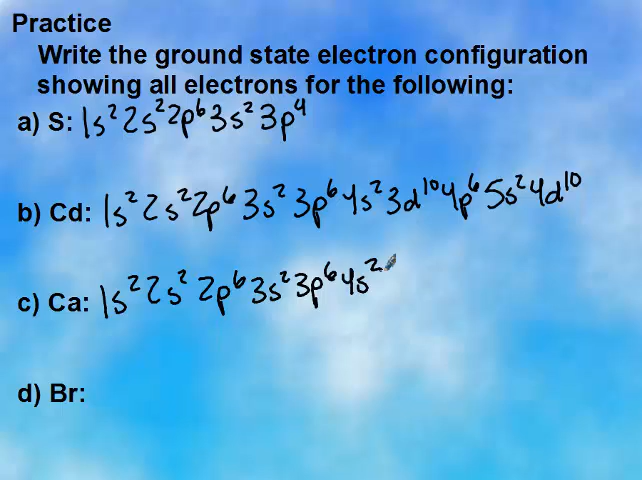 Practice
Write the ground state electron configuration
showing all electrons for the following:
a) S: 1s²2s²2p⁶3s²3p⁴
b) Cd: 1s²2s²2p⁶3s²3p⁶4s²3d¹⁰4p⁶5s²4d¹⁰
c) Ca: 1s²2s²2p⁶3s²3p⁶4s²
d) Br: